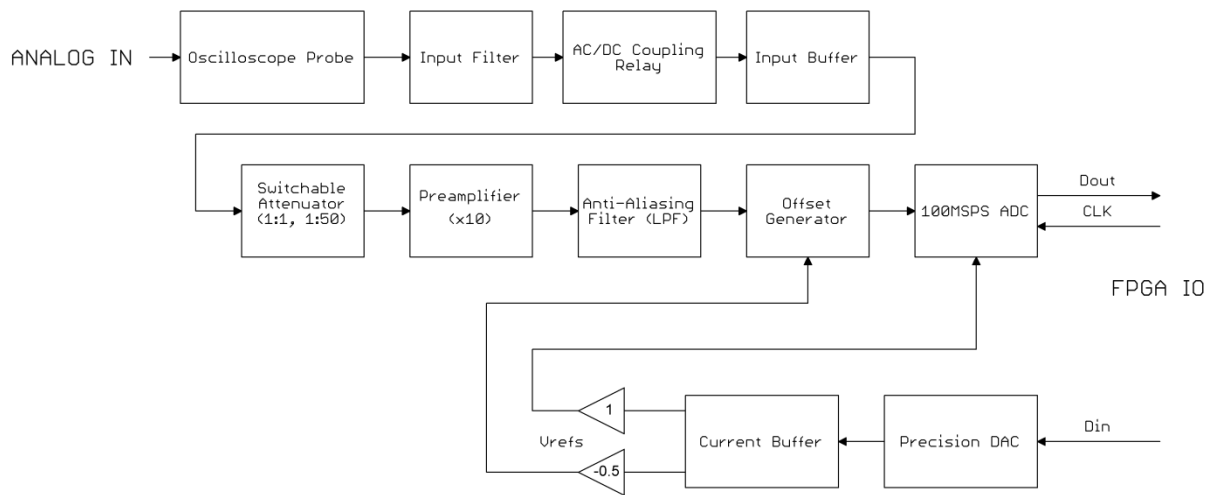 ANALOG IN
Oscilloscope Probe
Input Filter
AC/DC Coupling
Relay
Input Buffer
Switchable
Attenuator
(1:1, 1:50)
Preamplifier
(x10)
Anti-Aliasing
Filter (LPF)
Offset
Generator
100MSPS ADC
Dout
CLK
FPGA IO
1
Vrefs
-0.5
Current Buffer
Precision DAC
Din